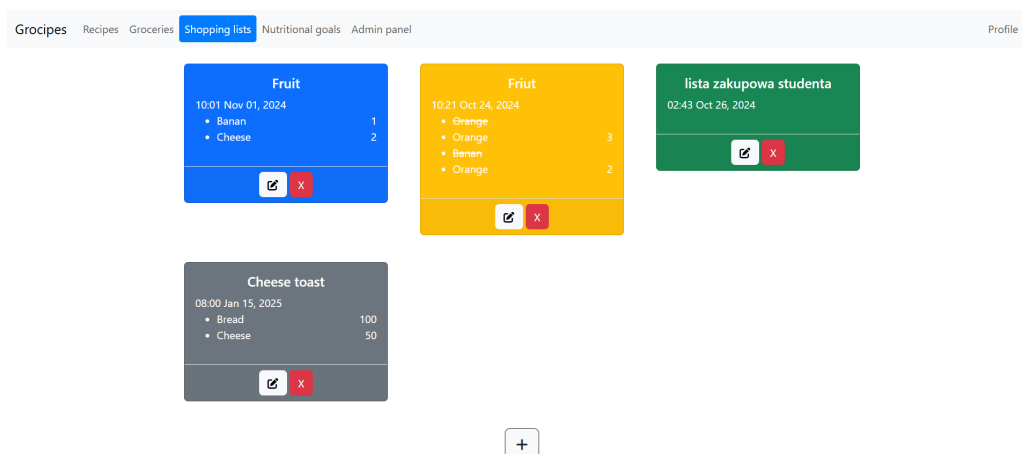 Grocipes Recipes Groceries Shopping lists Nutritional goals Admin panel Profile
Fruit
10:01 Nov 01, 2024
Banan 1
Cheese 2
X
Friut
10:21 Oct 24, 2024
Orange
Orange 3
Banan
Orange 2
X
lista zakupowa studenta
02:43 Oct 26, 2024
X
Cheese toast
08:00 Jan 15, 2025
Bread 100
Cheese 50
X
+